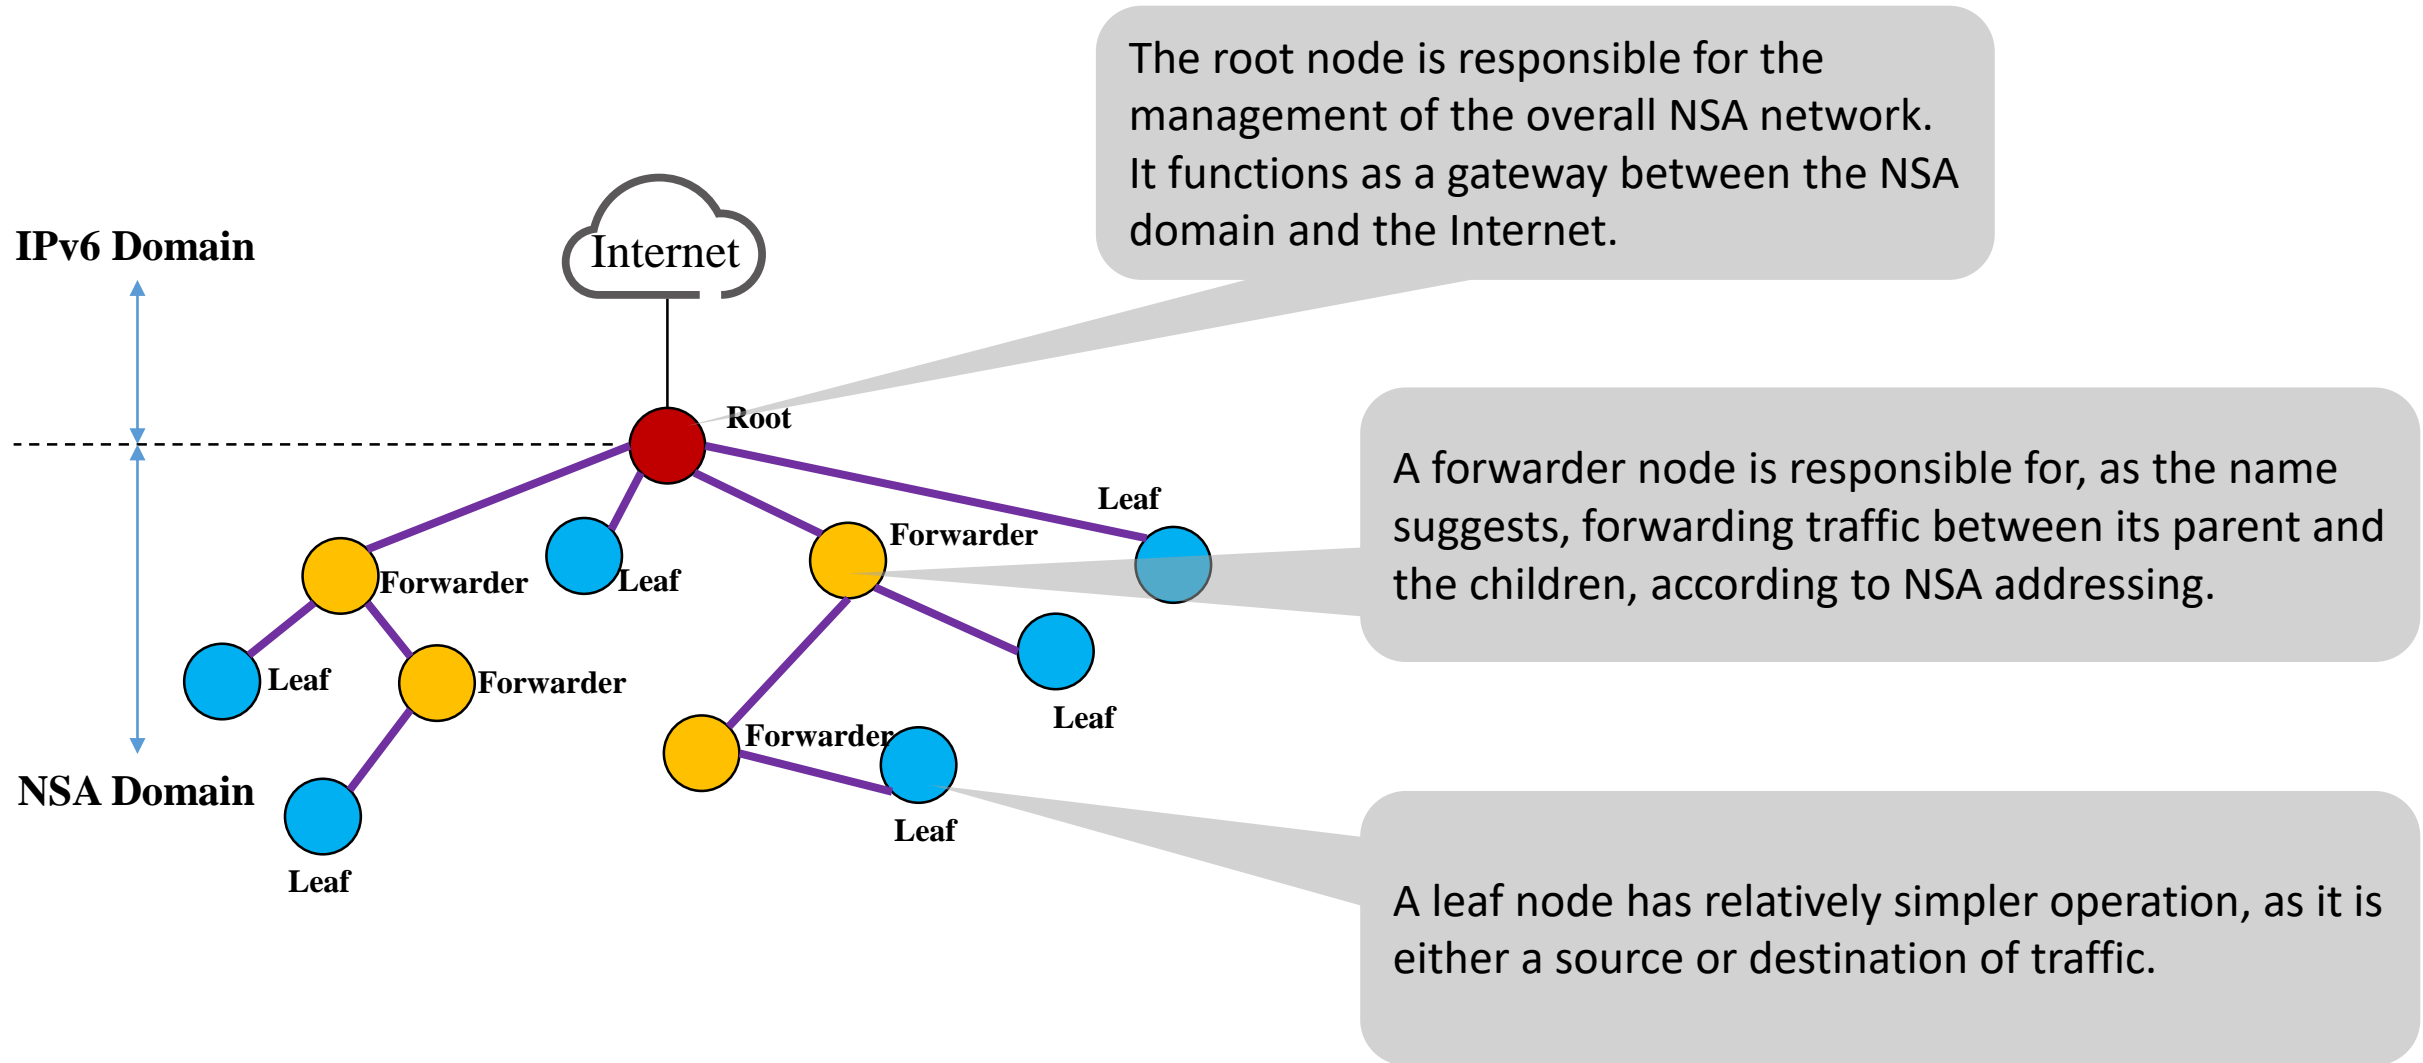 The root node is responsible for the
management of the overall NSA network.
It functions as a gateway between the NSA
domain and the Internet.
IPv6 Domain
Internet
Root
A forwarder node is responsible for, as the name
suggests, forwarding traffic between its parent and
the children, according to NSA addressing.
Leaf
Forwarder
Forwarder
Leaf
Leaf
Forwarder
Leaf
Forwarder
NSA Domain
Leaf
Leaf
A leaf node has relatively simpler operation, as it is
either a source or destination of traffic.